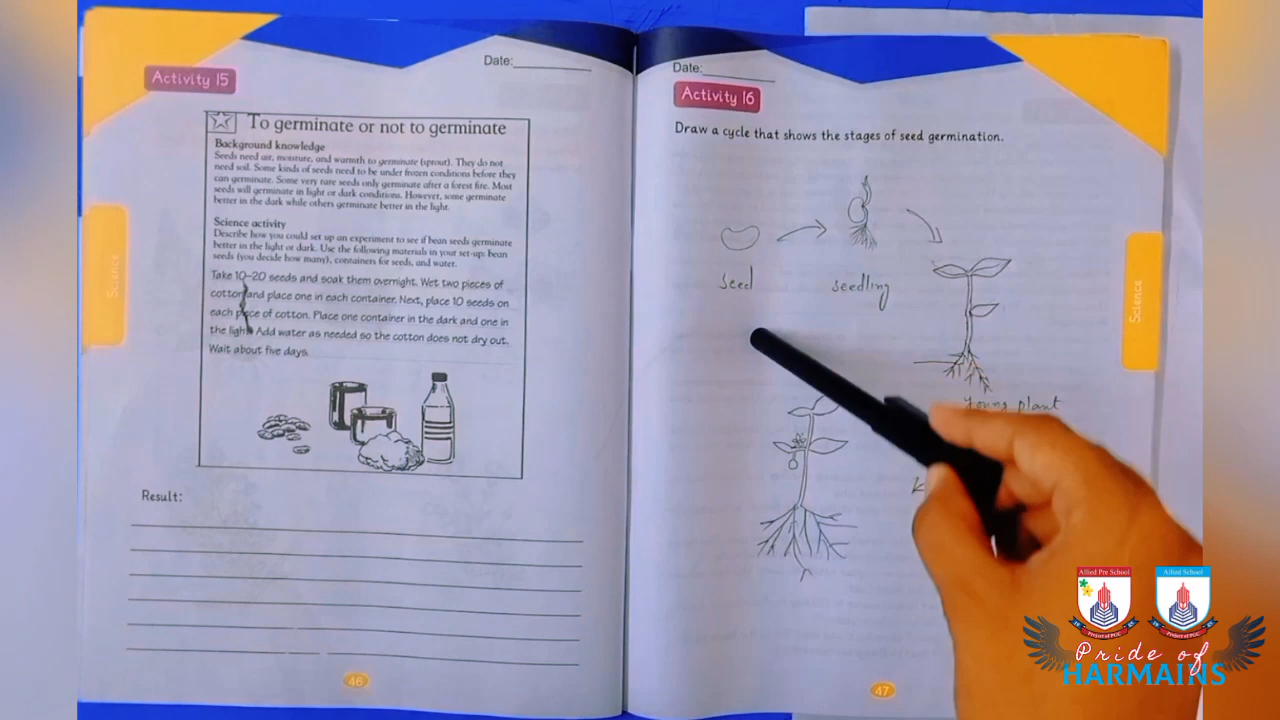 Activity 15
Date:
To germinate or not to germinate
Background knowledge
Seeds need air, moisture, and warmth to germinate (sprout). They do not
need soil. Some kinds of seeds need to be under frozen conditions before they
can germinate. Some very rare seeds only germinate after a forest fire. Most
seeds will germinate in light or dark conditions. However, some germinate
better in the dark while others germinate better in the light.
Science activity
Describe how you could set up an experiment to see if bean seeds germinate
better in the light or dark. Use the following materials in your set-up: bean
seeds (you decide how many), containers for seeds, and water.
Take 10-20 seeds and soak them overnight. Wet two pieces of
cotton and place one in each container. Next, place 10 seeds on
each piece of cotton. Place one container in the dark and one in
the light. Add water as needed so the cotton does not dry out.
Wait about five days.
Result:
Science
46
Date:
Activity 16
Draw a cycle that shows the stages of seed germination.
seed
seedling
young plant
Science
47
Allied Pre School
Project of PGC
Allied School
Project of PGC
Pride of
HARMAINS